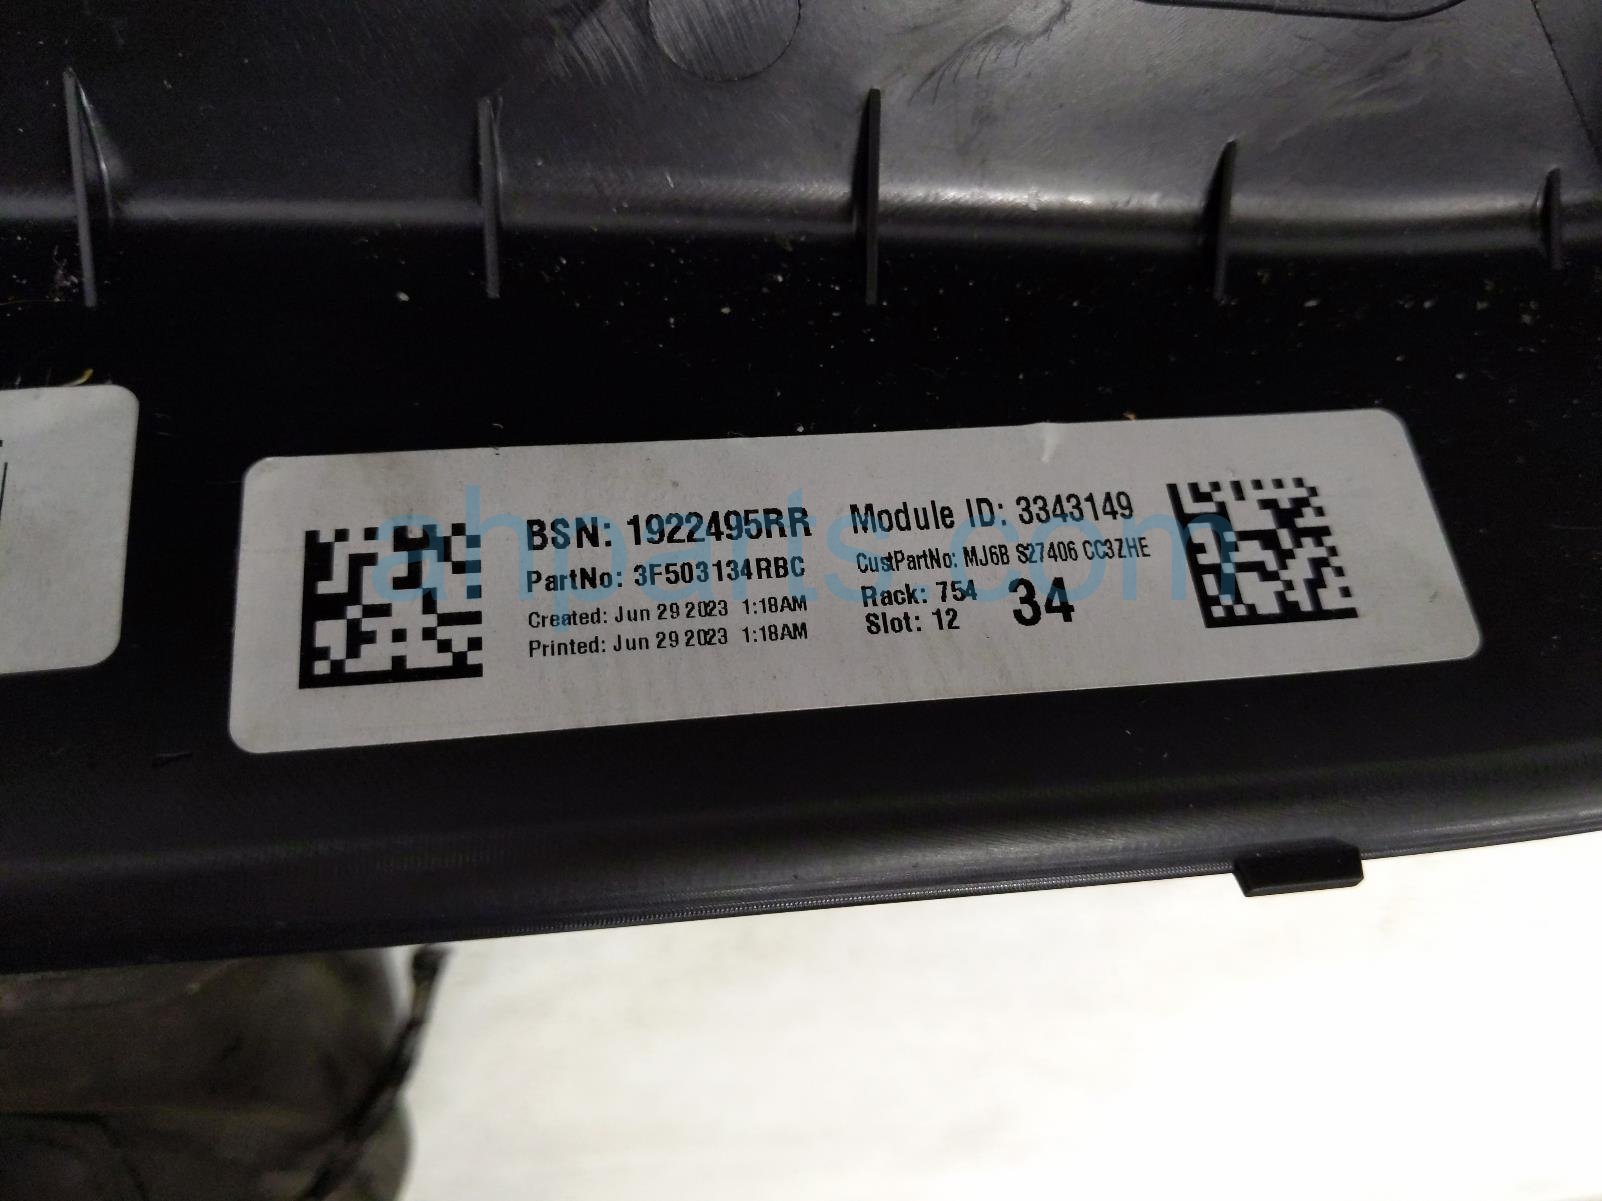 BSN: 1922495RR
PartNo: 3F503134RBC
Created: Jun 29 2023 1:18AM
Printed: Jun 29 2023 1:18AM
Module ID: 3343149
CustPartNo: MJ6B S27406 CC3ZHE
Rack: 754
Slot: 12
34
ahparts.com